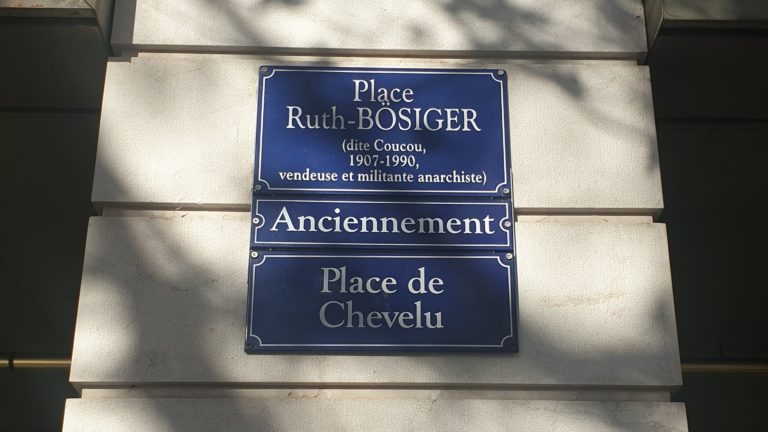 Place
Ruth-BÖSIGER
(dite Coucou,
1907-1990,
vendeuse et militante anarchiste)
Anciennement
Place de
Chevelu